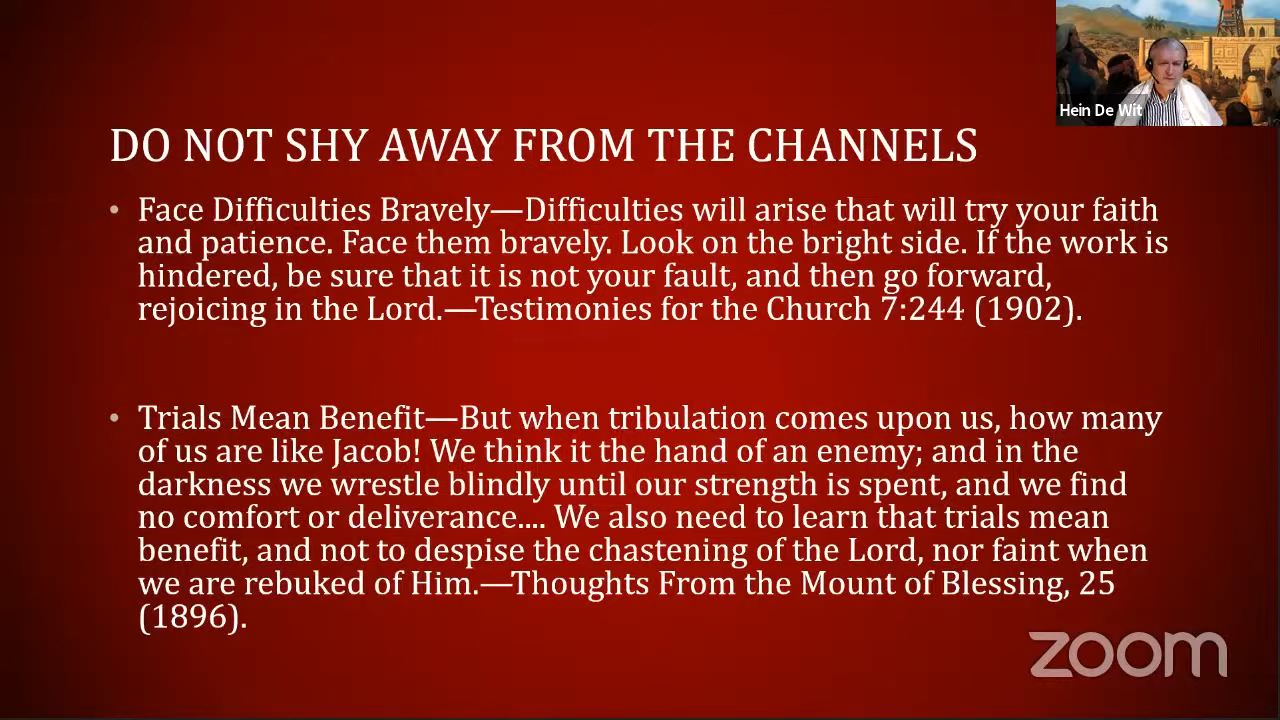 Hein De Wit
DO NOT SHY AWAY FROM THE CHANNELS
• Face Difficulties Bravely—Difficulties will arise that will try your faith
and patience. Face them bravely. Look on the bright side. If the work is
hindered, be sure that it is not your fault, and then go forward,
rejoicing in the Lord.—Testimonies for the Church 7:244 (1902).
• Trials Mean Benefit—But when tribulation comes upon us, how many
of us are like Jacob! We think it the hand of an enemy; and in the
darkness we wrestle blindly until our strength is spent, and we find
no comfort or deliverance.... We also need to learn that trials mean
benefit, and not to despise the chastening of the Lord, nor faint when
we are rebuked of Him.—Thoughts From the Mount of Blessing, 25
(1896).
zoom